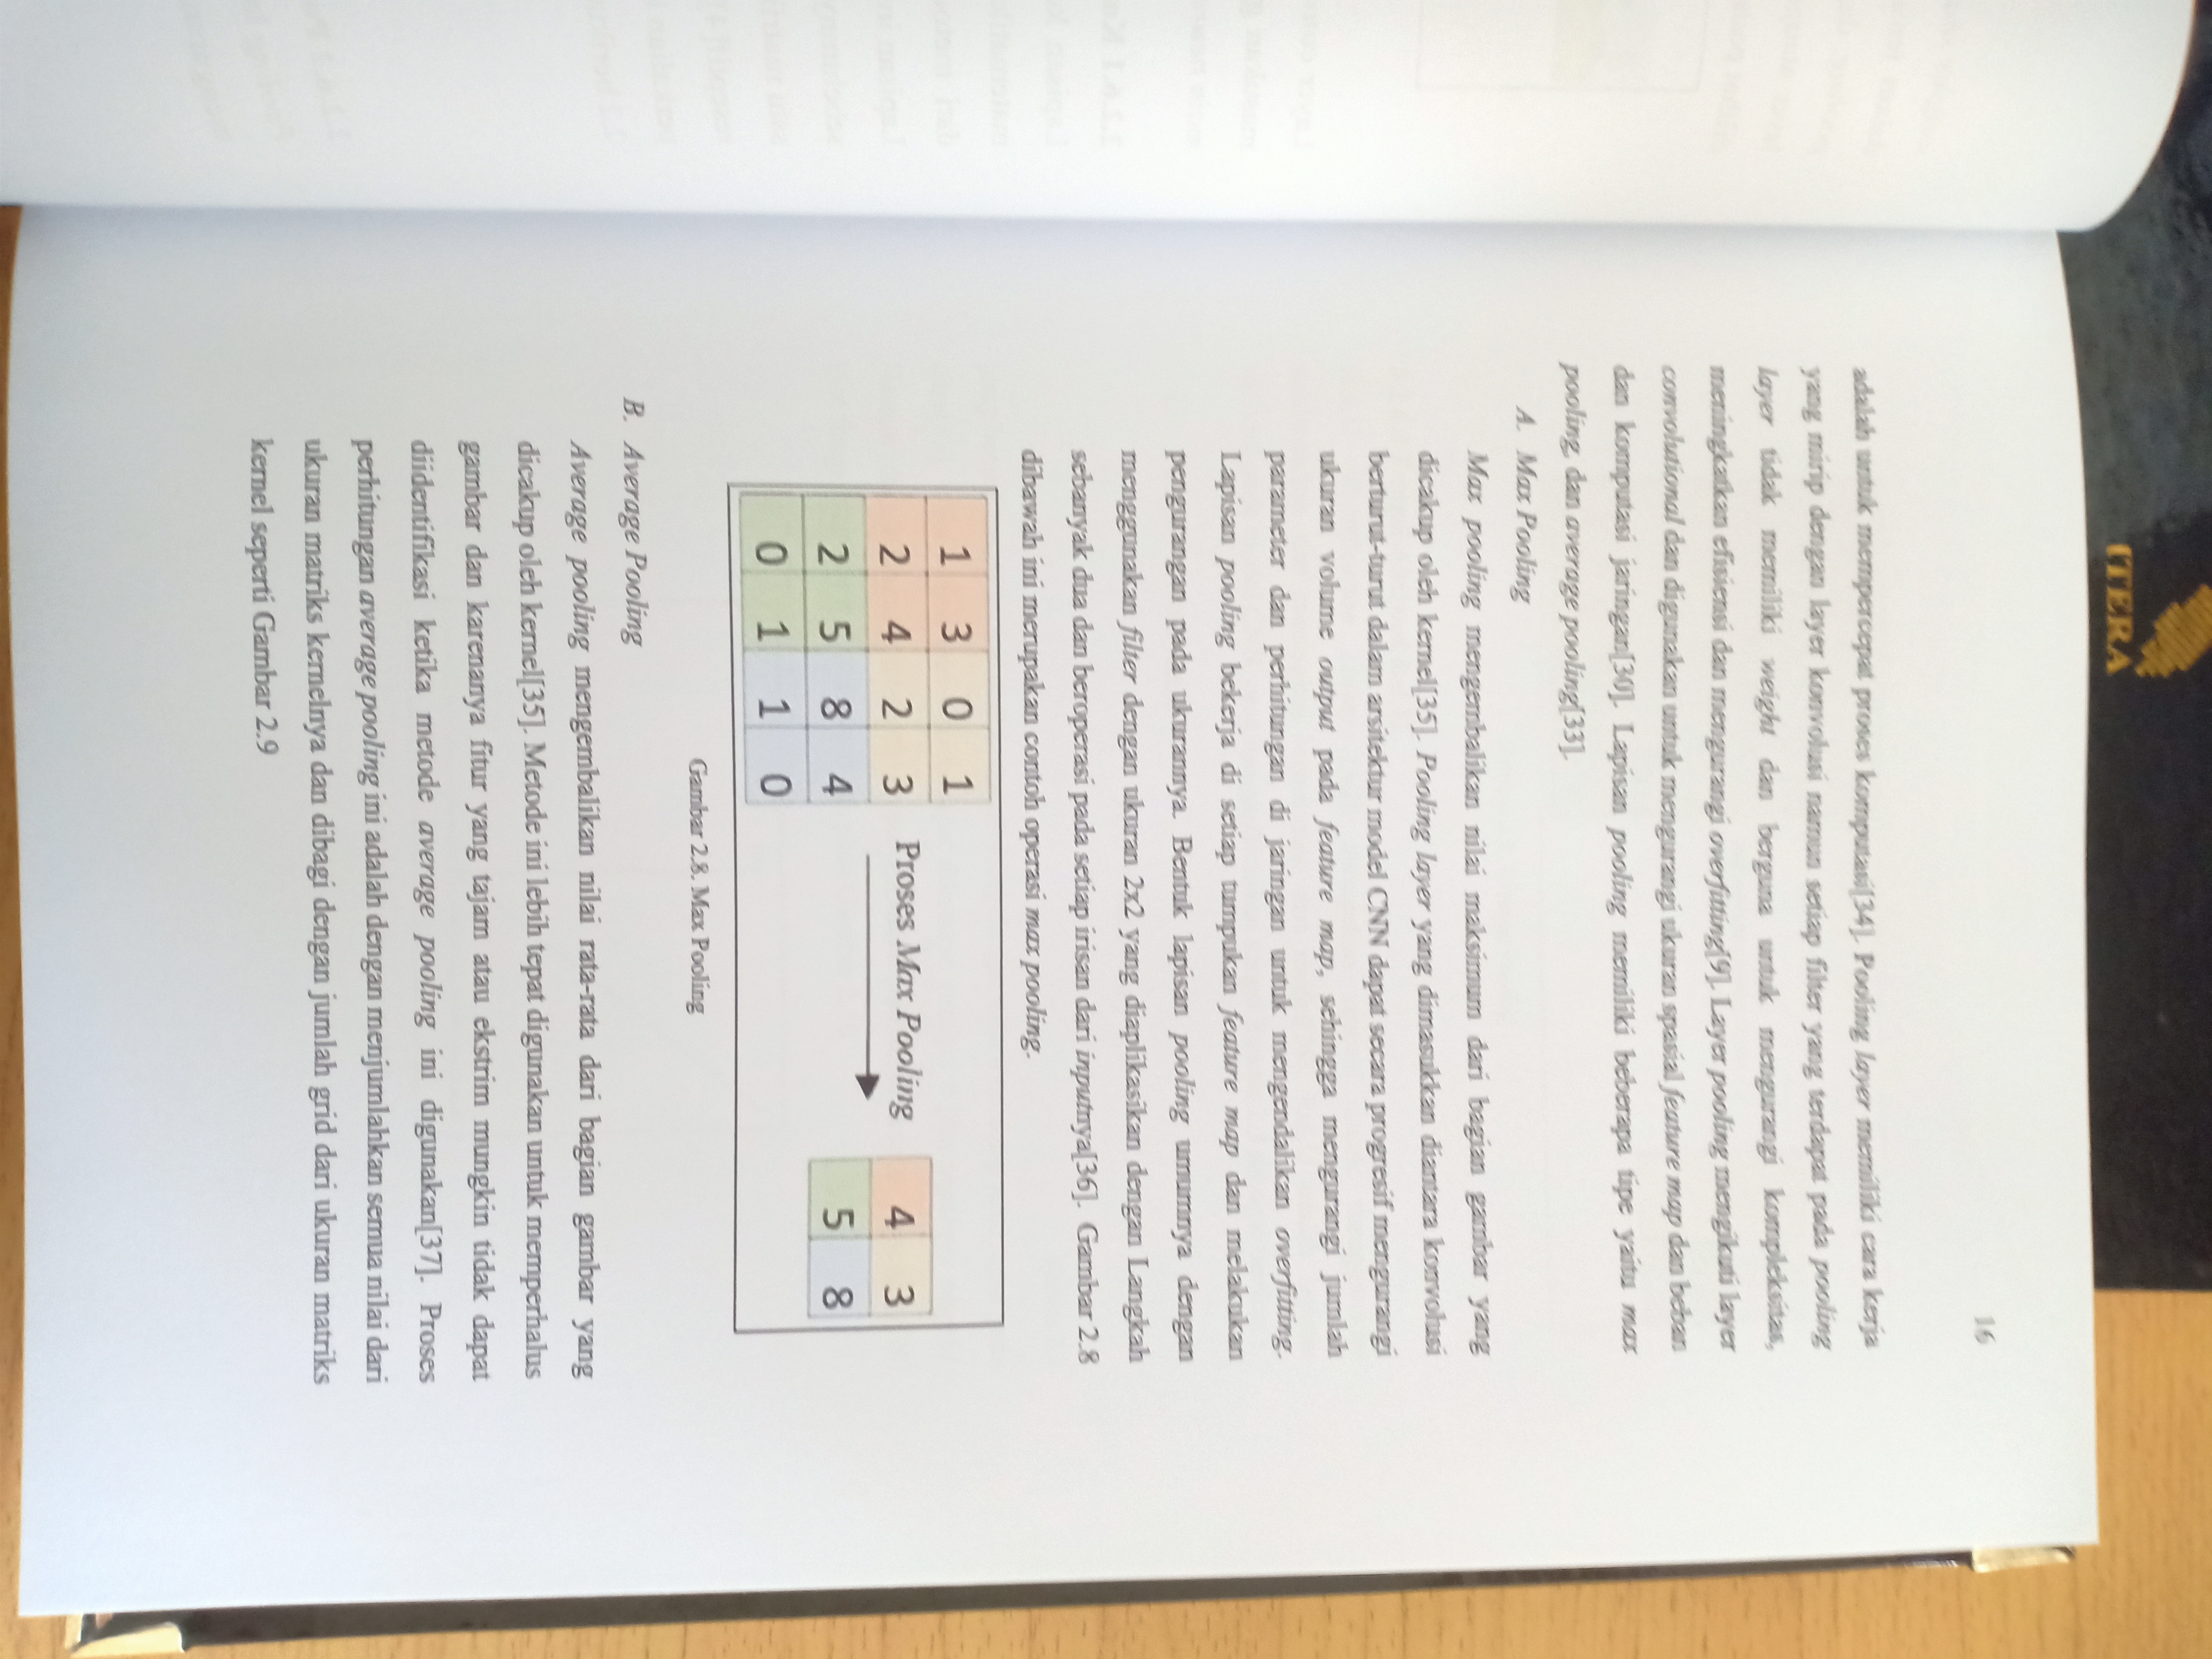 ITERA
16
adalah untuk mempercepat proses komputasi[34]. Pooling layer memiliki cara kerja
yang mirip dengan layer konvolusi namun setiap filter yang terdapat pada pooling
layer tidak memiliki weight dan berguna untuk mengurangi kompleksitas,
meningkatkan efisiensi dan mengurangi overfitting[9]. Layer pooling mengikuti layer
convolutional dan digunakan untuk mengurangi ukuran spasial feature map dan beban
dan komputasi jaringan[30]. Lapisan pooling memiliki beberapa tipe yaitu max
pooling, dan average pooling[33].
A. Max Pooling
Max pooling mengembalikan nilai maksimum dari bagian gambar yang
dicakup oleh kernel[35]. Pooling layer yang dimasukkan diantara konvolusi
berturut-turut dalam arsitektur model CNN dapat secara progresif mengurangi
ukuran volume output pada feature map, sehingga mengurangi jumlah
parameter dan perhitungan di jaringan untuk mengendalikan overfitting.
Lapisan pooling bekerja di setiap tumpukan feature map dan melakukan
pengurangan pada ukurannya. Bentuk lapisan pooling umumnya dengan
menggunakan filter dengan ukuran 2x2 yang diaplikasikan dengan Langkah
sebanyak dua dan beroperasi pada setiap irisan dari inputnya[36]. Gambar 2.8
dibawah ini merupakan contoh operasi max pooling.
1 3 0 1
2 4 2 3
2 5 8 4
0 1 1 0
Proses Max Pooling
4 3
5 8
Gambar 2.8. Max Pooling
B. Average Pooling
Average pooling mengembalikan nilai rata-rata dari bagian gambar yang
dicakup oleh kernel[35]. Metode ini lebih tepat digunakan untuk memperhalus
gambar dan karenanya fitur yang tajam atau ekstrim mungkin tidak dapat
diidentifikasi ketika metode average pooling ini digunakan[37]. Proses
perhitungan average pooling ini adalah dengan menjumlahkan semua nilai dari
ukuran matriks kernelnya dan dibagi dengan jumlah grid dari ukuran matriks
kernel seperti Gambar 2.9